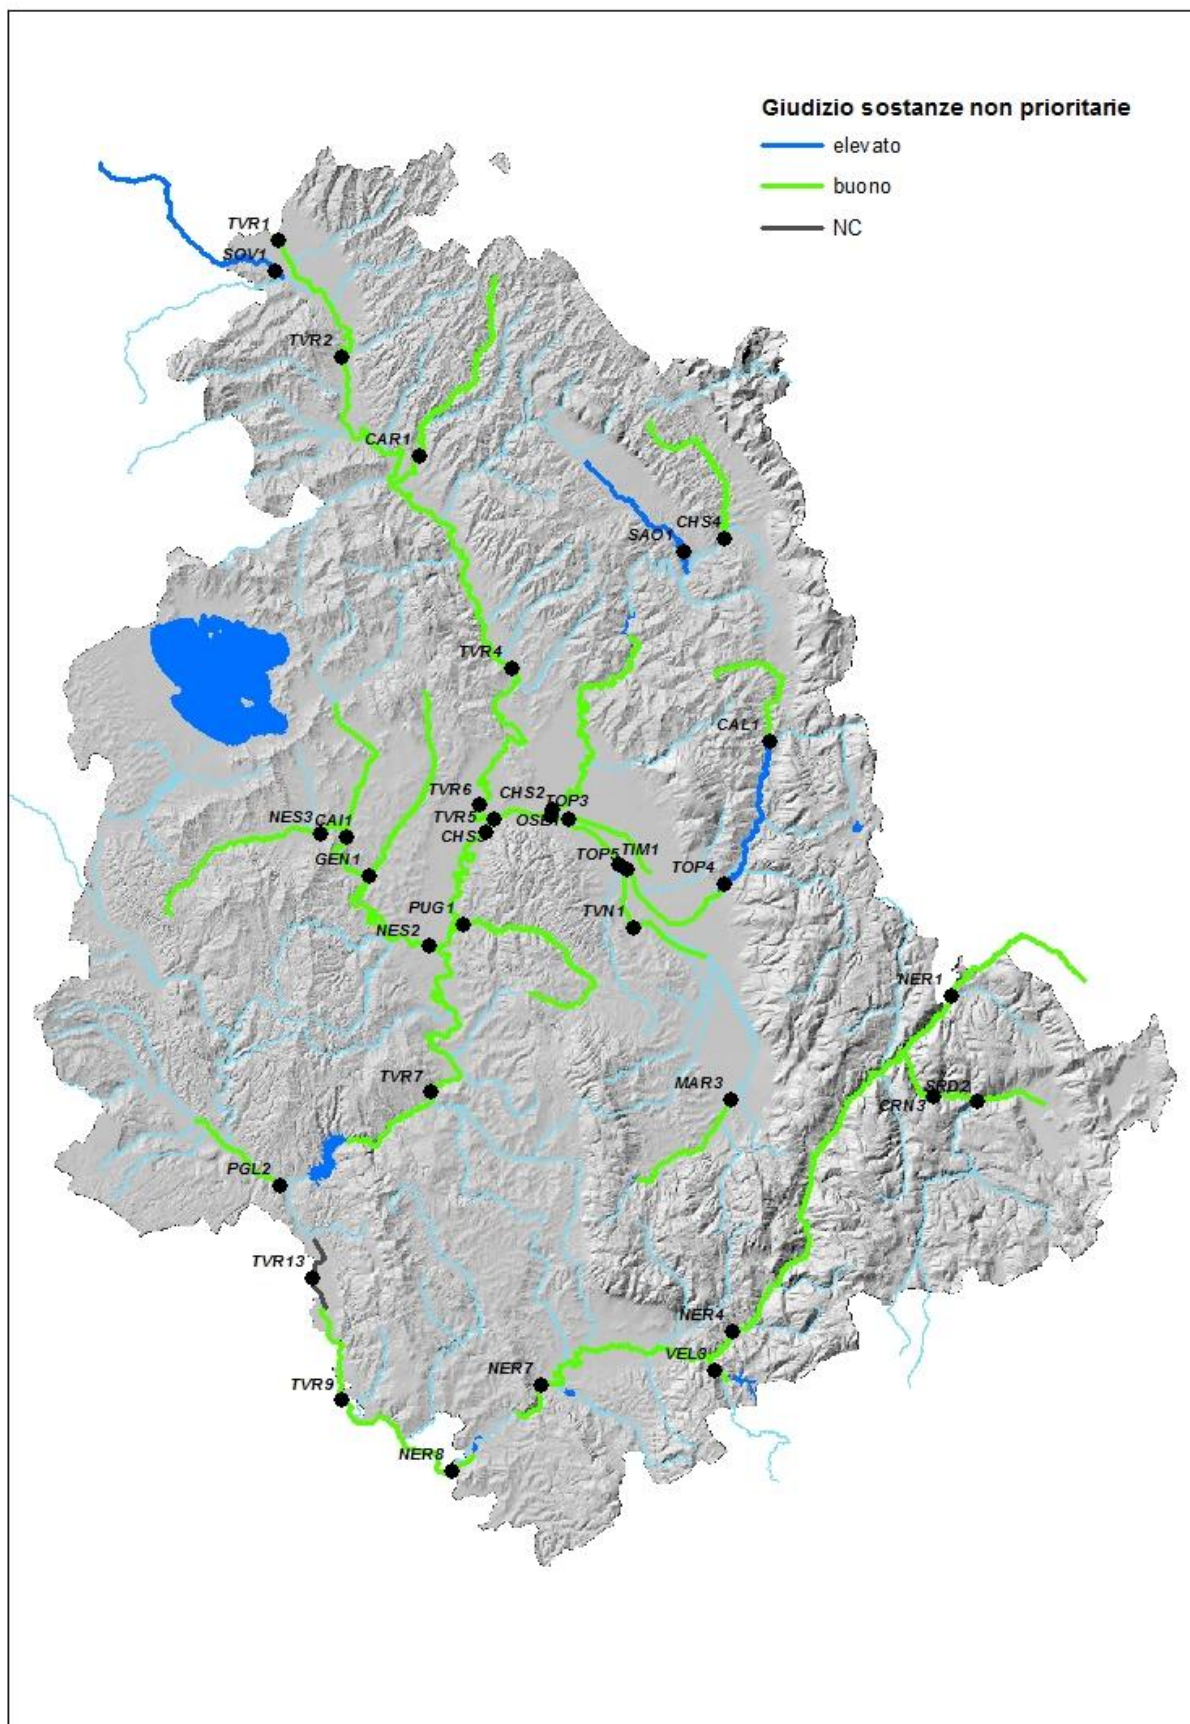 Giudizio sostanze non prioritarie
elevato
buono
NC
TVR1
SOV1
TVR2
CAR1
SAO1
CHS4
TVR4
CAL1
TVR6
CHS2
TOP3
TVR5
OSE1
CHS3
NES3
CAI1
GEN1
TOP5
TIM1
TOP4
PUG1
TVN1
NES2
NER1
TVR7
MAR3
SRD2
CRN3
PGL2
TVR13
NER4
VEL3
NER7
TVR9
NER8